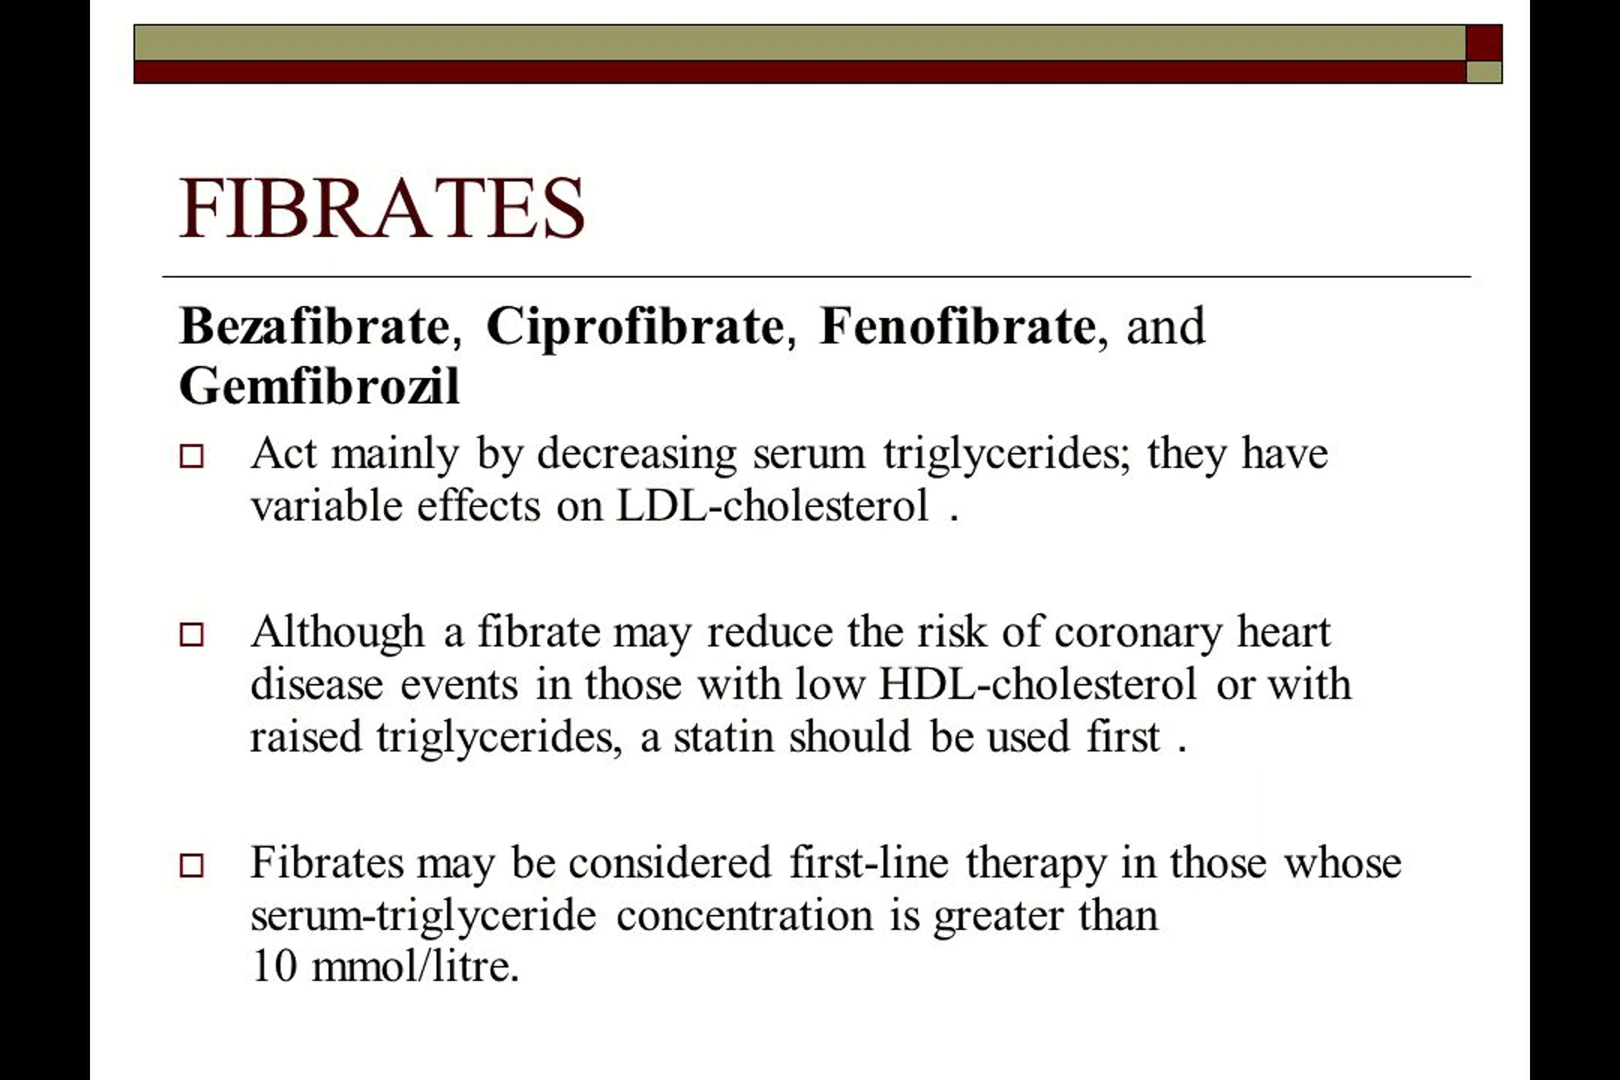 FIBRATES
Bezafibrate, Ciprofibrate, Fenofibrate, and
Gemfibrozil
Act mainly by decreasing serum triglycerides; they have
variable effects on LDL-cholesterol .
Although a fibrate may reduce the risk of coronary heart
disease events in those with low HDL-cholesterol or with
raised triglycerides, a statin should be used first .
Fibrates may be considered first-line therapy in those whose
serum-triglyceride concentration is greater than
10 mmol/litre.